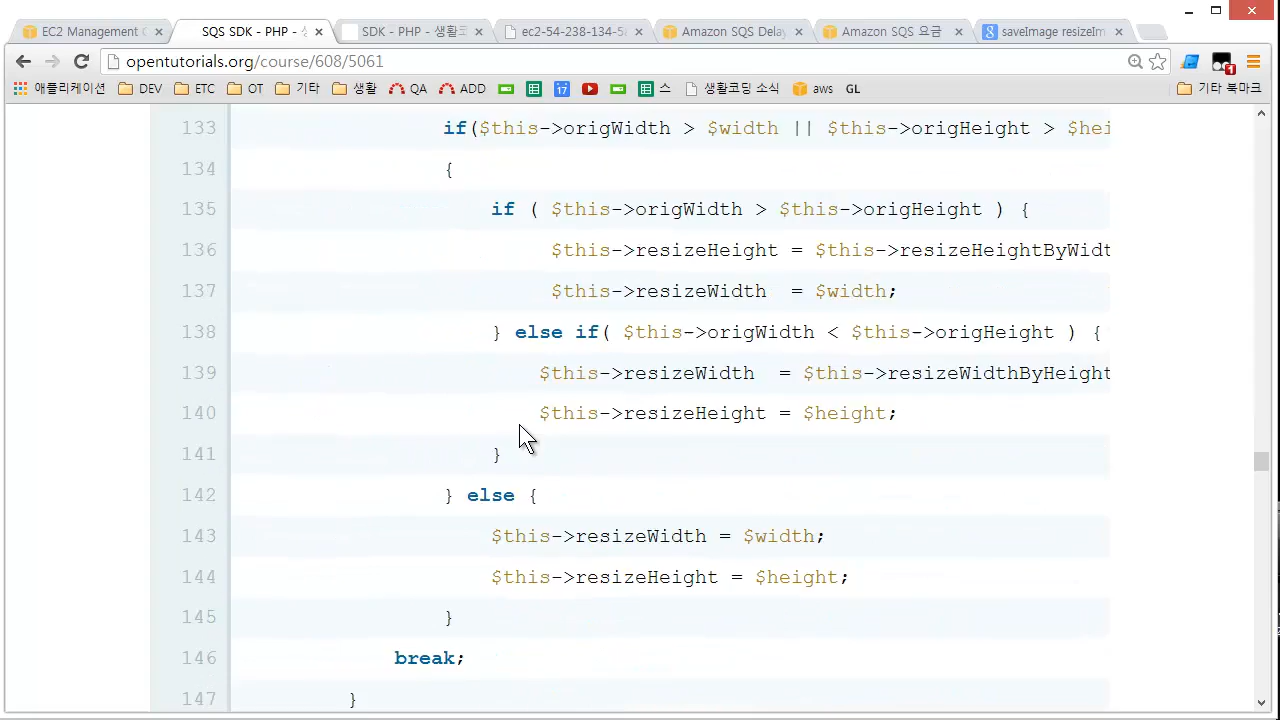 EC2 Management C
SQS SDK - PHP - 생
SDK - PHP - 생활코
ec2-54-238-134-5
Amazon SQS Dela
Amazon SQS 요금
saveImage resizeIm
opentutorials.org/course/608/5061
애플리케이션 DEV ETC OT 기타 생활 QA ADD 17 스 생활코딩 소식 aws GL 기타 북마크
133 if($this->origWidth > $width || $this->origHeight > $hei
134 {
135 if ( $this->origWidth > $this->origHeight ) {
136 $this->resizeHeight = $this->resizeHeightByWidt
137 $this->resizeWidth = $width;
138 } else if( $this->origWidth < $this->origHeight ) {
139 $this->resizeWidth = $this->resizeWidthByHeight
140 $this->resizeHeight = $height;
141 }
142 } else {
143 $this->resizeWidth = $width;
144 $this->resizeHeight = $height;
145 }
146 break;
147 }